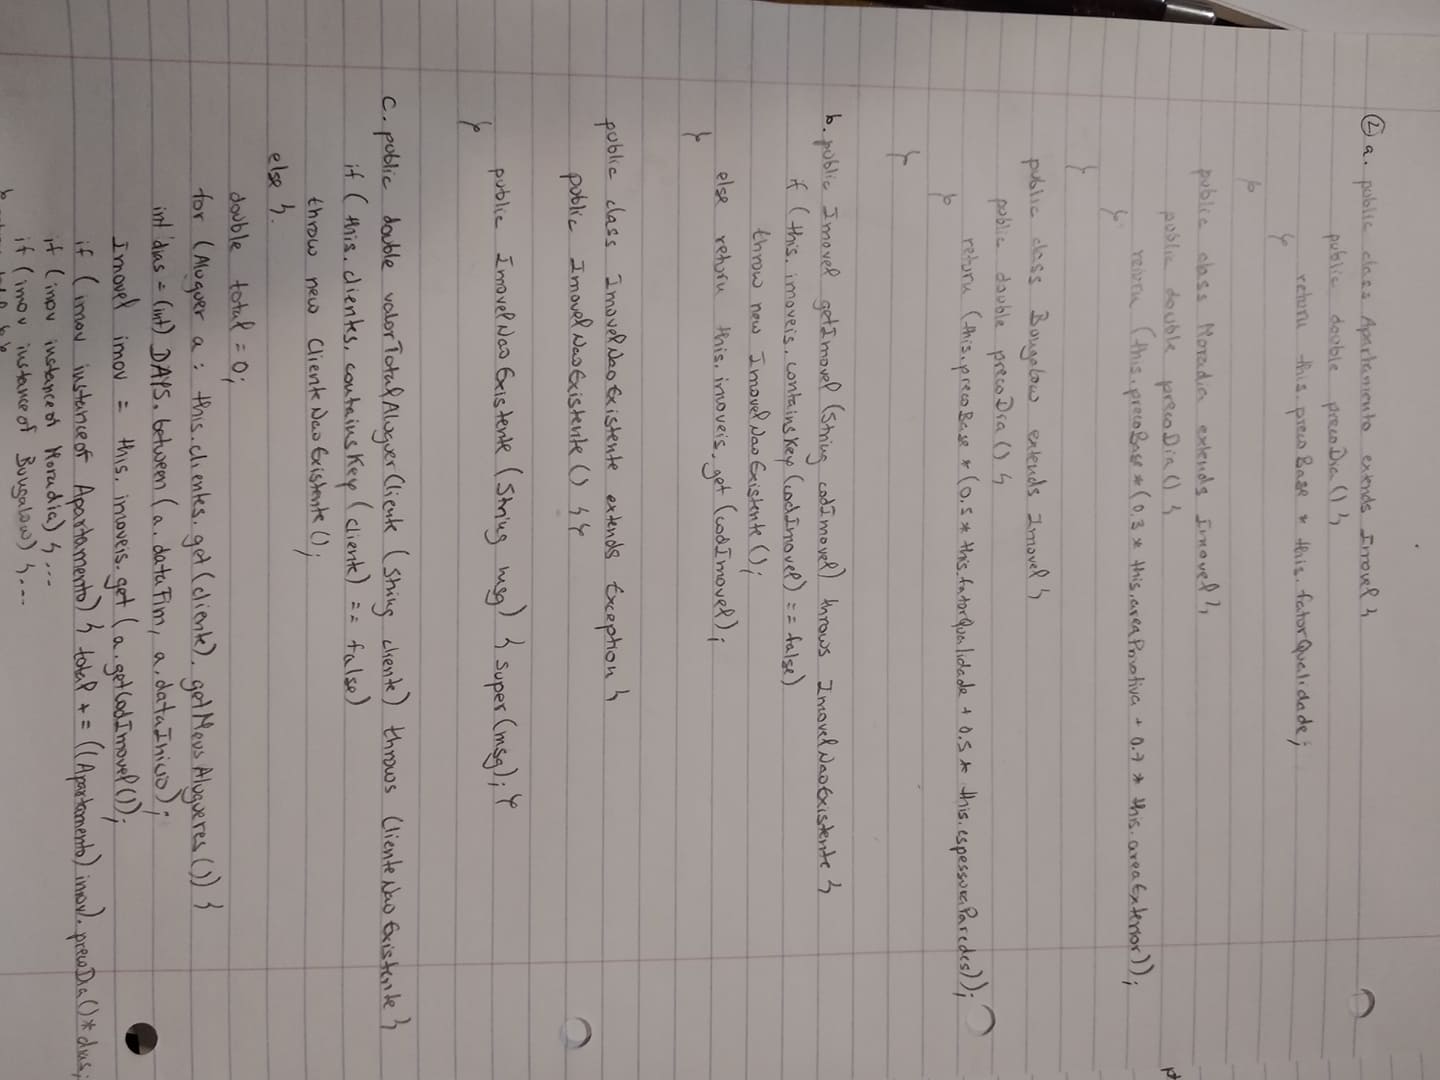 ② a. public class Apartamento extends Imovel {
public double precoDia () {
return this.precoBase * this.fatorQualidade;
}
}
public class Moradia extends Imovel {
public double precoDia () {
return (this.precoBase * (0.3 * this.areaPrivativa + 0.7 * this.areaExterior));
}
}
public class Bungalow extends Imovel {
public double precoDia () {
return (this.precoBase * (0.5 * this.fatorQualidade + 0.5 * this.espessuraParedes));
}
}
b. public Imovel getImovel (String codImovel) throws ImovelNaoExistente {
if (this.imoveis.containsKey(codImovel) == false)
throw new ImovelNaoExistente ();
else return this.imoveis.get (codImovel);
}
public class ImovelNaoExistente extends Exception {
public ImovelNaoExistente () { }
public ImovelNaoExistente (String msg) { super (msg); }
}
c. public double valorTotalAluguerCliente (String cliente) throws ClienteNaoExistente {
if (this.clientes.containsKey (cliente) == false)
throw new ClienteNaoExistente ();
else {
double total = 0;
for (Aluguer a : this.clientes.get (cliente).getMeusAlugueres ()) {
int dias = (int) DAYS.between (a.dataFim, a.dataInicio);
Imovel imov = this.imoveis.get (a.getCodImovel ());
if (imov instanceof Apartamento) { total += ((Apartamento) imov).precoDia () * dias;
if (imov instanceof Moradia) { ...
if (imov instanceof Bungalow) { ...